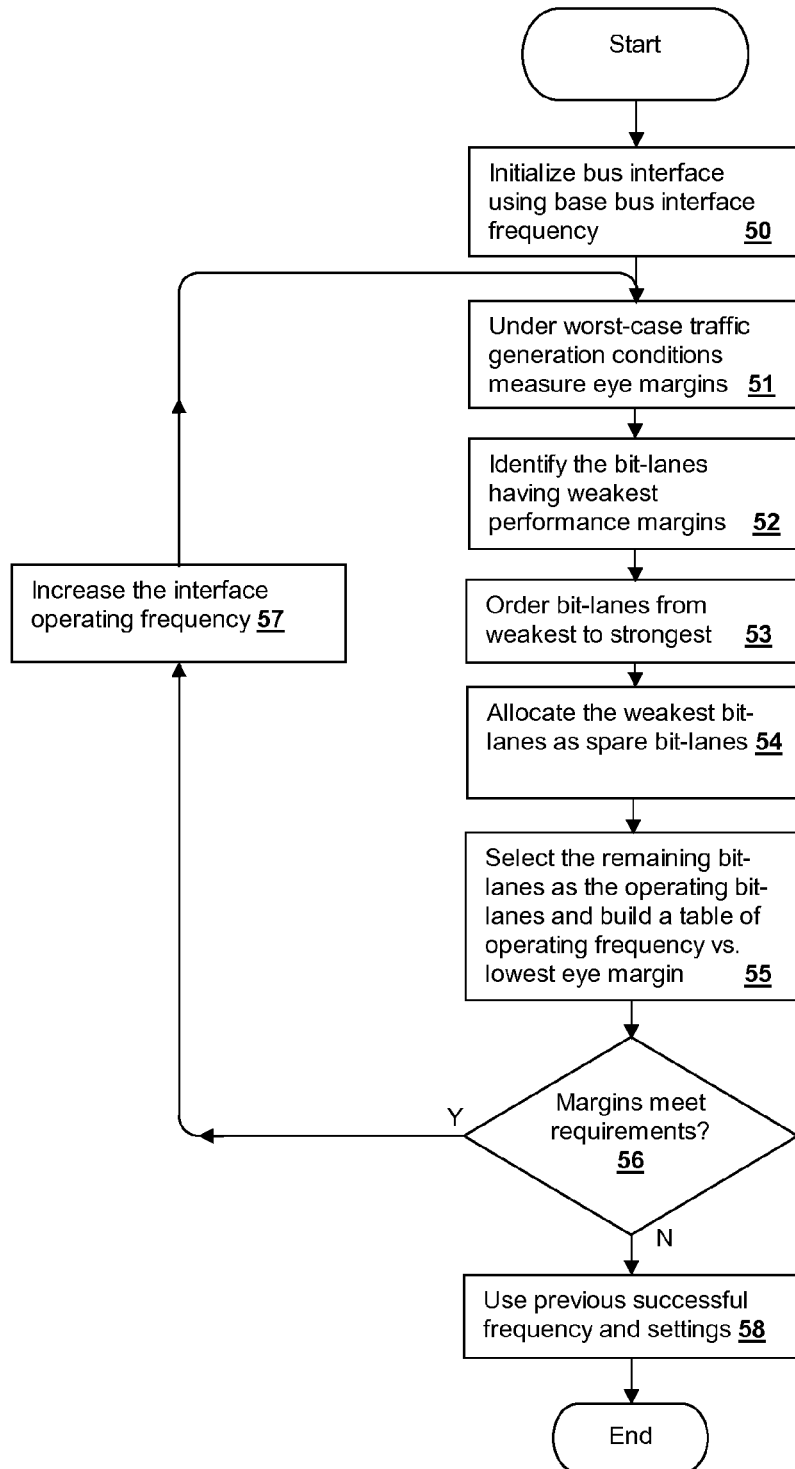 Start
Initialize bus interface
using base bus interface
frequency 50
Under worst-case traffic
generation conditions
measure eye margins 51
Identify the bit-lanes
having weakest
performance margins 52
Increase the interface
operating frequency 57
Order bit-lanes from
weakest to strongest 53
Allocate the weakest bit-
lanes as spare bit-lanes 54
Select the remaining bit-
lanes as the operating bit-
lanes and build a table of
operating frequency vs.
lowest eye margin 55
Y
Margins meet
requirements?
56
N
Use previous successful
frequency and settings 58
End